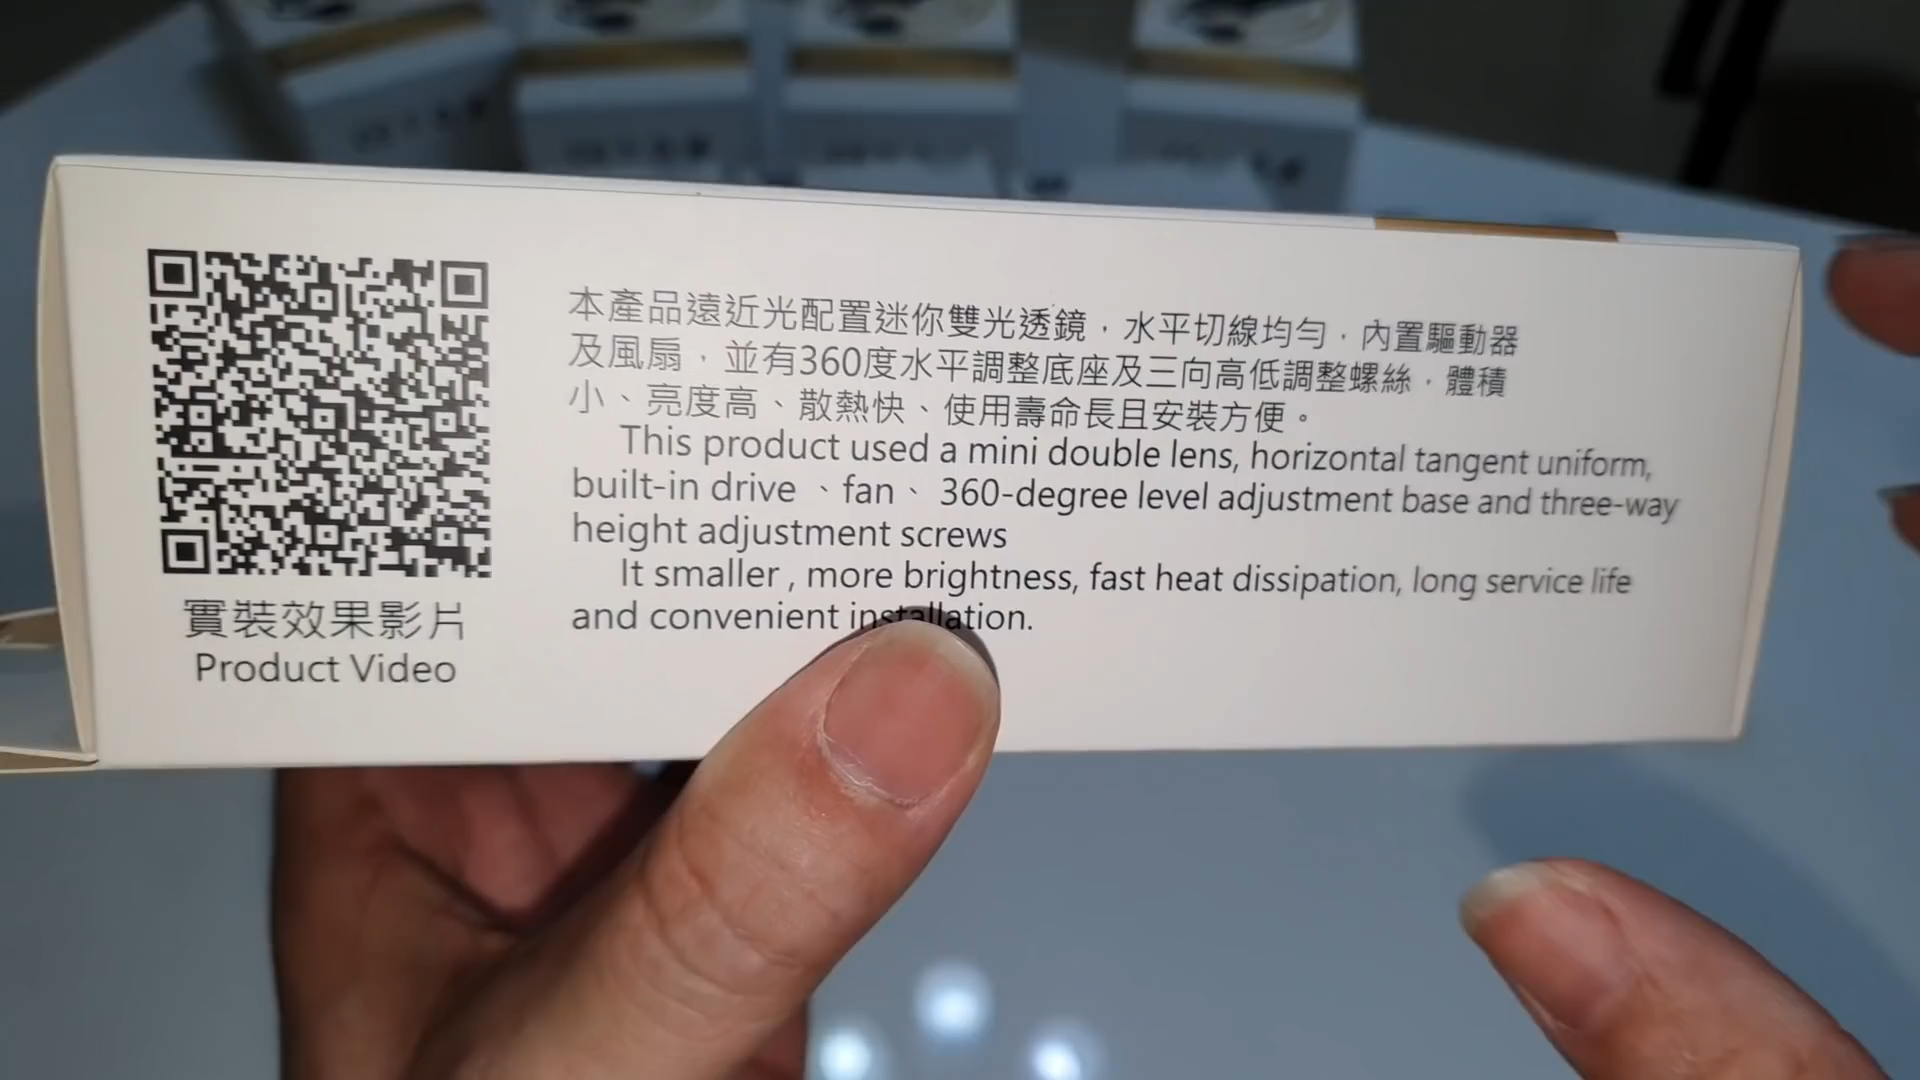 本產品遠近光配置迷你雙光透鏡，水平切線均勻，內置驅動器
及風扇，並有360度水平調整底座及三向高低調整螺絲，體積
小、亮度高、散熱快、使用壽命長且安裝方便。
This product used a mini double lens, horizontal tangent uniform,
built-in drive 、fan、 360-degree level adjustment base and three-way
height adjustment screws
It smaller , more brightness, fast heat dissipation, long service life
and convenient installation.
實裝效果影片
Product Video